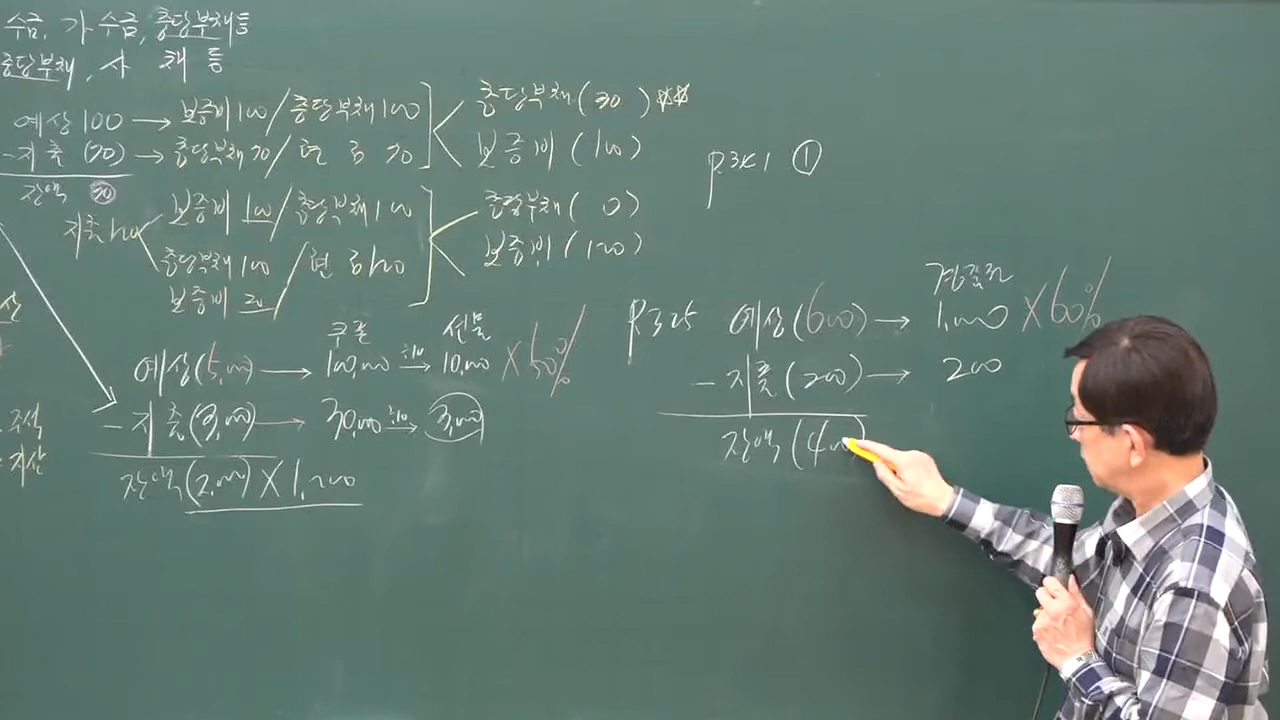 수금, 가수금, 충당부채등
충당부채, 사 채 등
예상 100 → 보증비 100 / 충당부채 100
충당부채 (30)
-지출 (70) → 충당부채 70 / 현금 70
보증비 (100)
잔액 30
지출 120
보증비 100 / 충당부채 100
충당부채 ( 0)
충당부채 100 / 현금 120
보증비 20
보증비 (120)
쿠폰 선물
예상(5,000) → 100,000 → 10,000 × 50%
- 지출 (3,000) → 30,000 → 3,000
잔액 (2,000) × 1,200
①
P.325 예상(600) → 1,000 × 60%
- 지출 (200) → 200
잔액 (400)